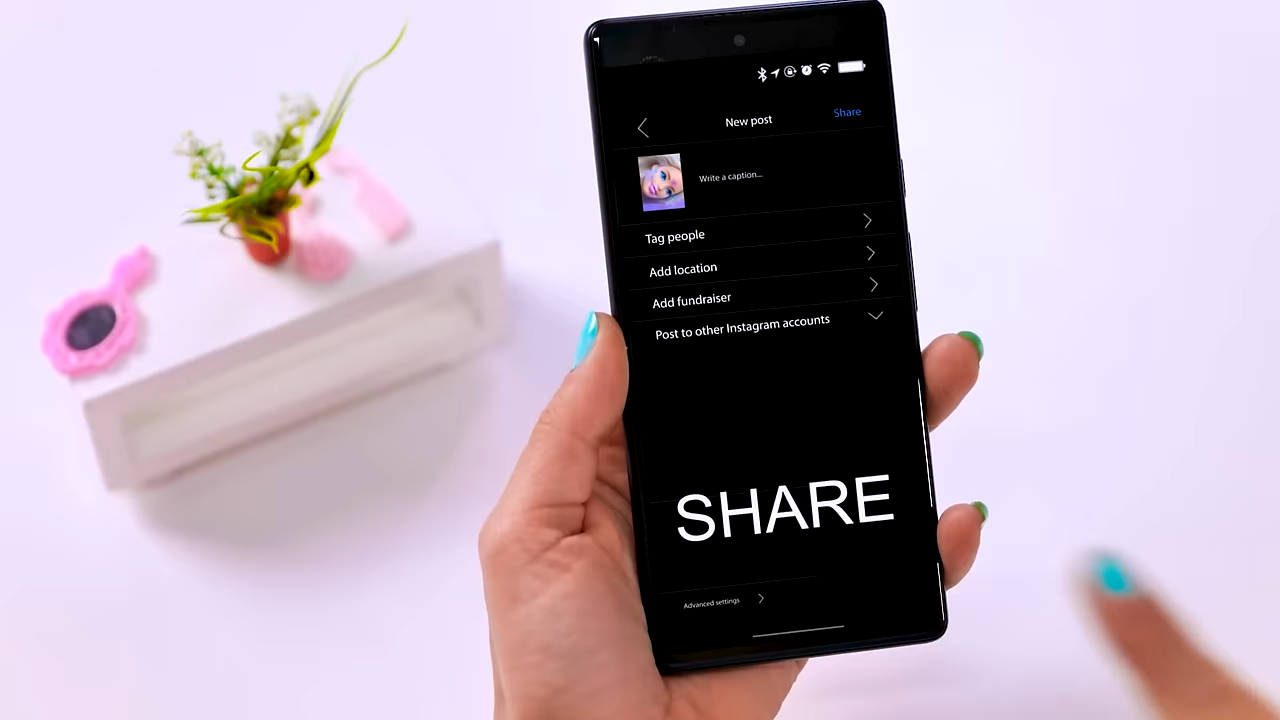 New post
Share
Write a caption...
Tag people
Add location
Add fundraiser
Post to other Instagram accounts
SHARE
Advanced settings